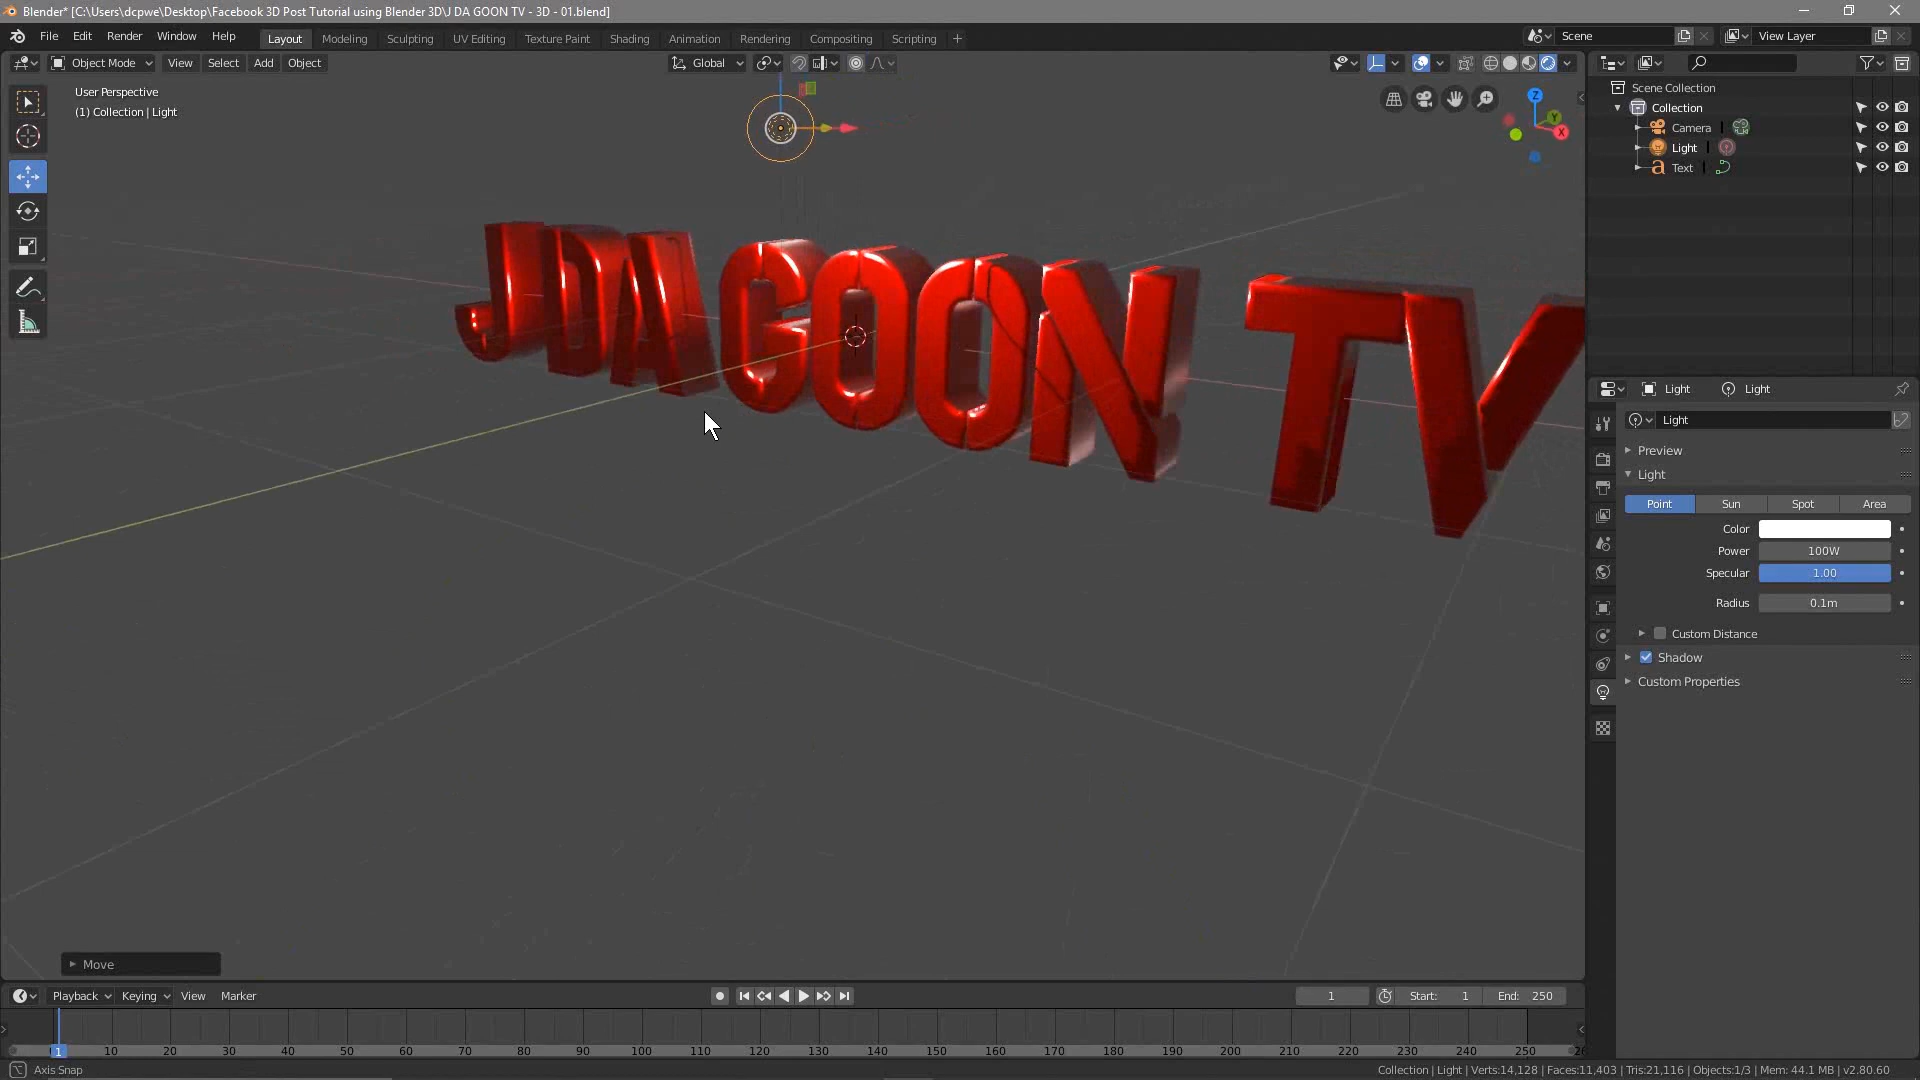 Blender* [C:\Users\dcpwe\Desktop\Facebook 3D Post Tutorial using Blender 3D\J DA GOON TV - 3D - 01.blend]
File Edit Render Window Help Layout Modeling Sculpting UV Editing Texture Paint Shading Animation Rendering Compositing Scripting + Scene View Layer
Object Mode View Select Add Object Global
User Perspective
(1) Collection | Light
Z
Y
X
J DA GOON TV
Scene Collection
Collection
Camera
Light
Text
Light Light
Light
Preview
Light
Point Sun Spot Area
Color
Power 100W
Specular 1.00
Radius 0.1m
Custom Distance
Shadow
Custom Properties
Move
Playback Keying View Marker 1 Start: 1 End: 250
1 10 20 30 40 50 60 70 80 90 100 110 120 130 140 150 160 170 180 190 200 210 220 230 240 250 26
Axis Snap Collection | Light | Verts:14,128 | Faces:11,403 | Tris:21,116 | Objects:1/3 | Mem: 44.1 MB | v2.80.60